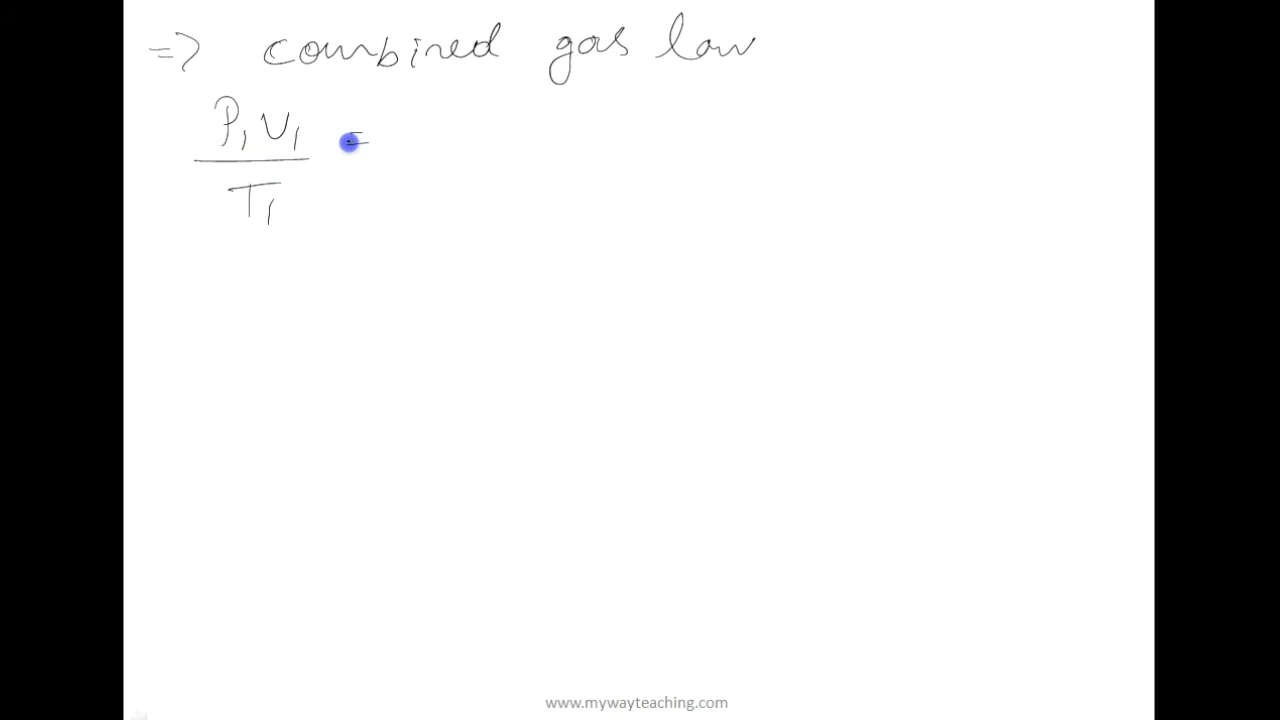 => combined gas law
P₁V₁ =
T₁
www.mywayteaching.com